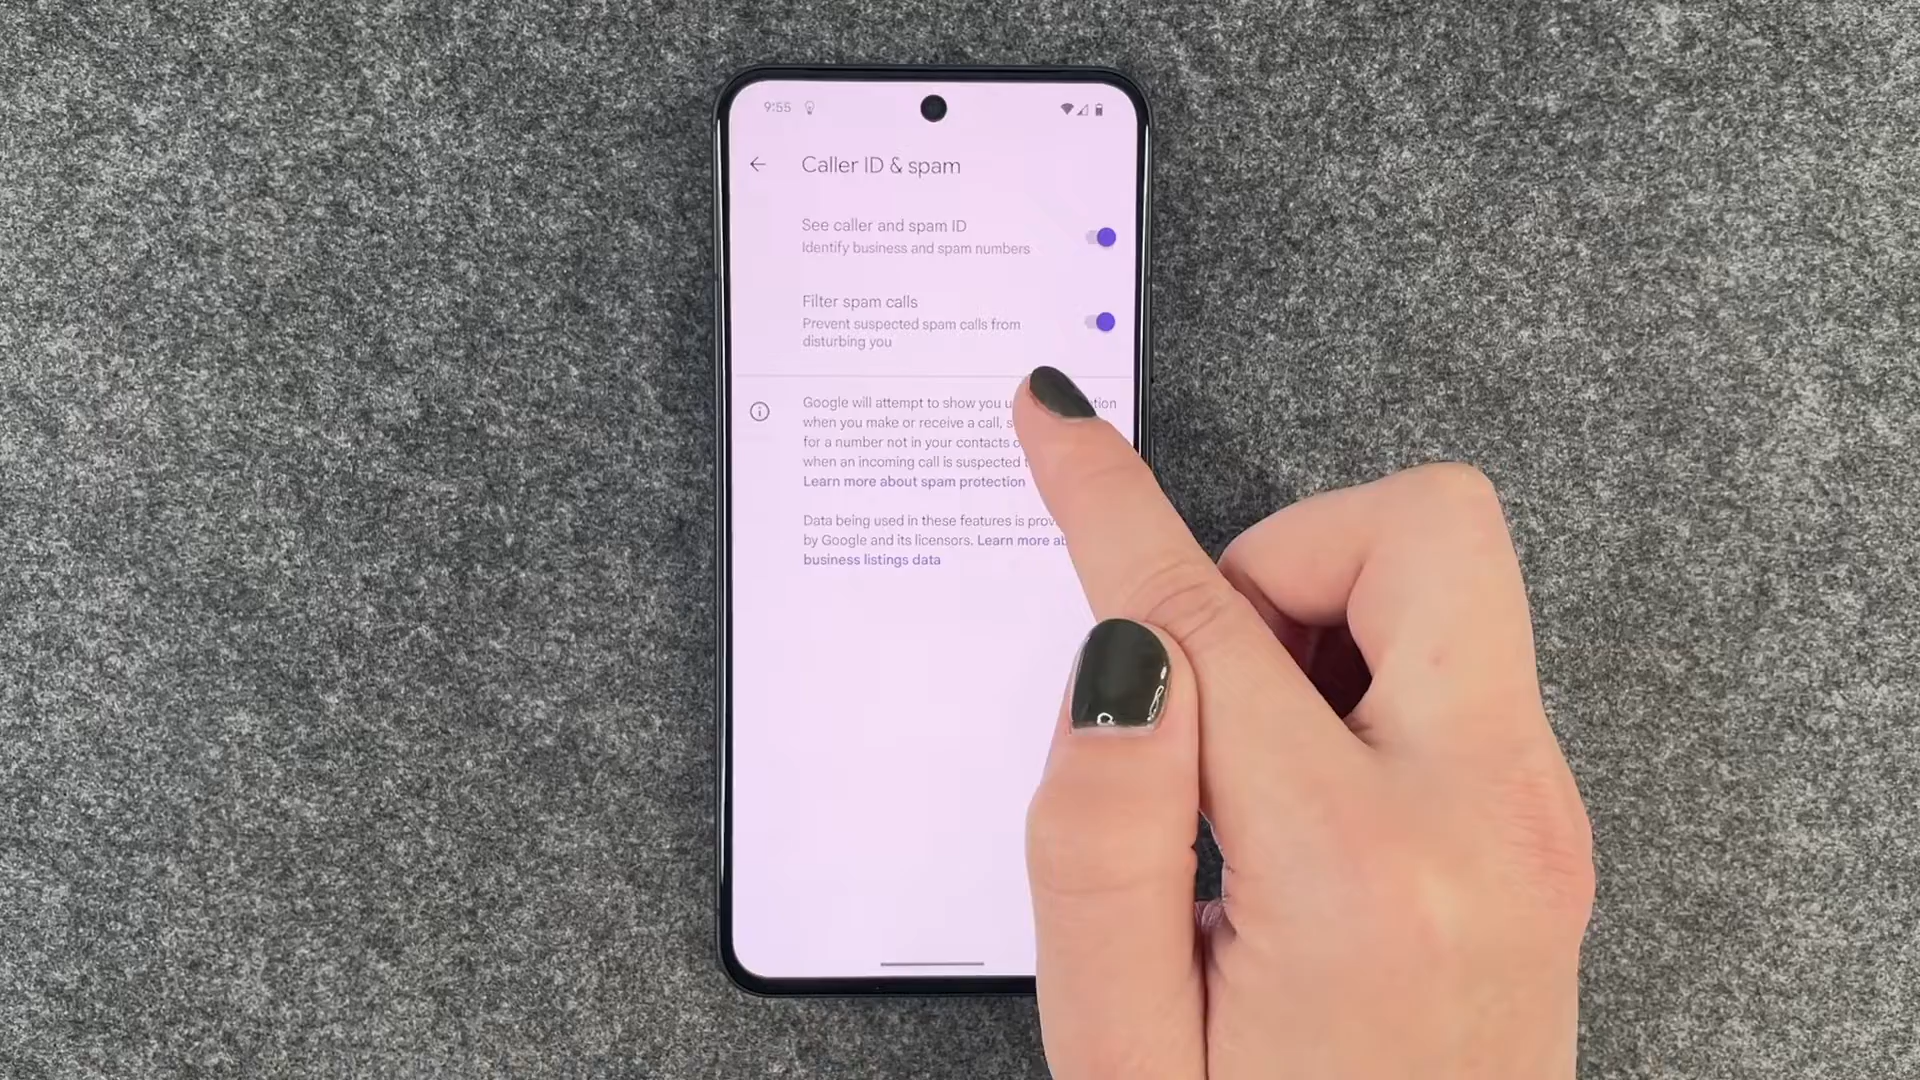 9:55
Caller ID & spam
See caller and spam ID
Identify business and spam numbers
Filter spam calls
Prevent suspected spam calls from
disturbing you
Google will attempt to show you
when you make or receive a call,
for a number not in your contacts
when an incoming call is suspected
Learn more about spam protection
Data being used in these features is
by Google and its licensors. Learn more
business listings data